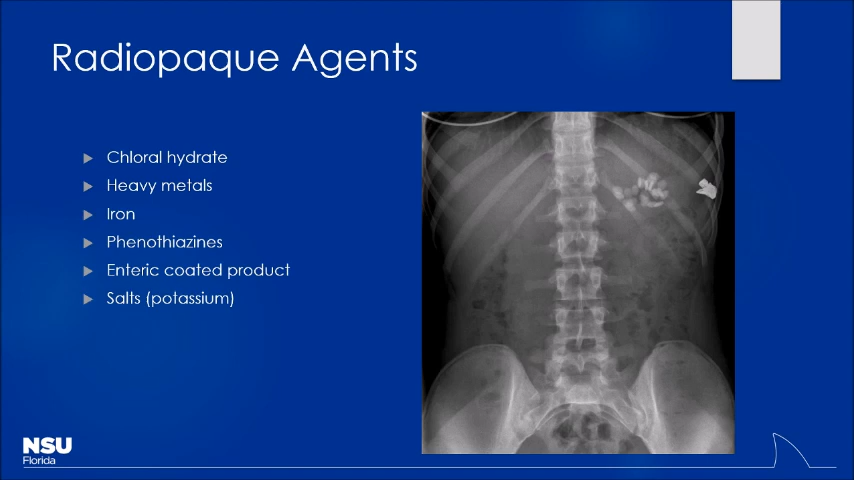 Radiopaque Agents
Chloral hydrate
Heavy metals
Iron
Phenothiazines
Enteric coated product
Salts (potassium)
NSU
Florida